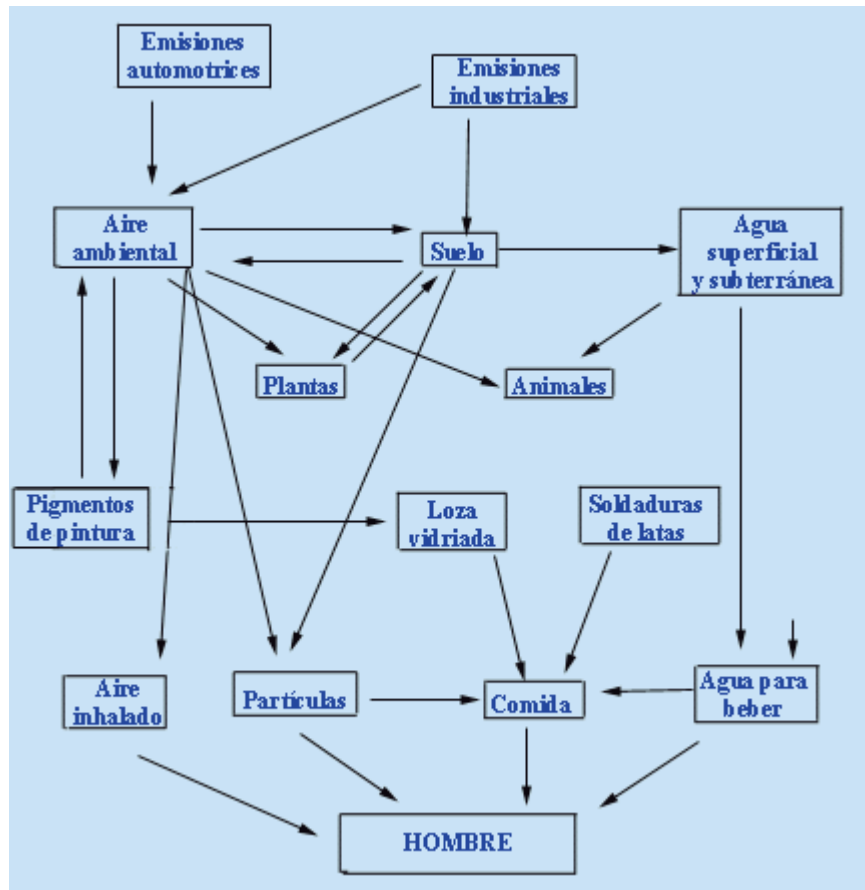 Emisiones
automotrices
Emisiones
industriales
Aire
ambiental
Suelo
Agua
superficial
y subterránea
Plantas
Animales
Pigmentos
de pintura
Loza
vidriada
Soldaduras
de latas
Aire
inhalado
Partículas
Comida
Agua para
beber
HOMBRE